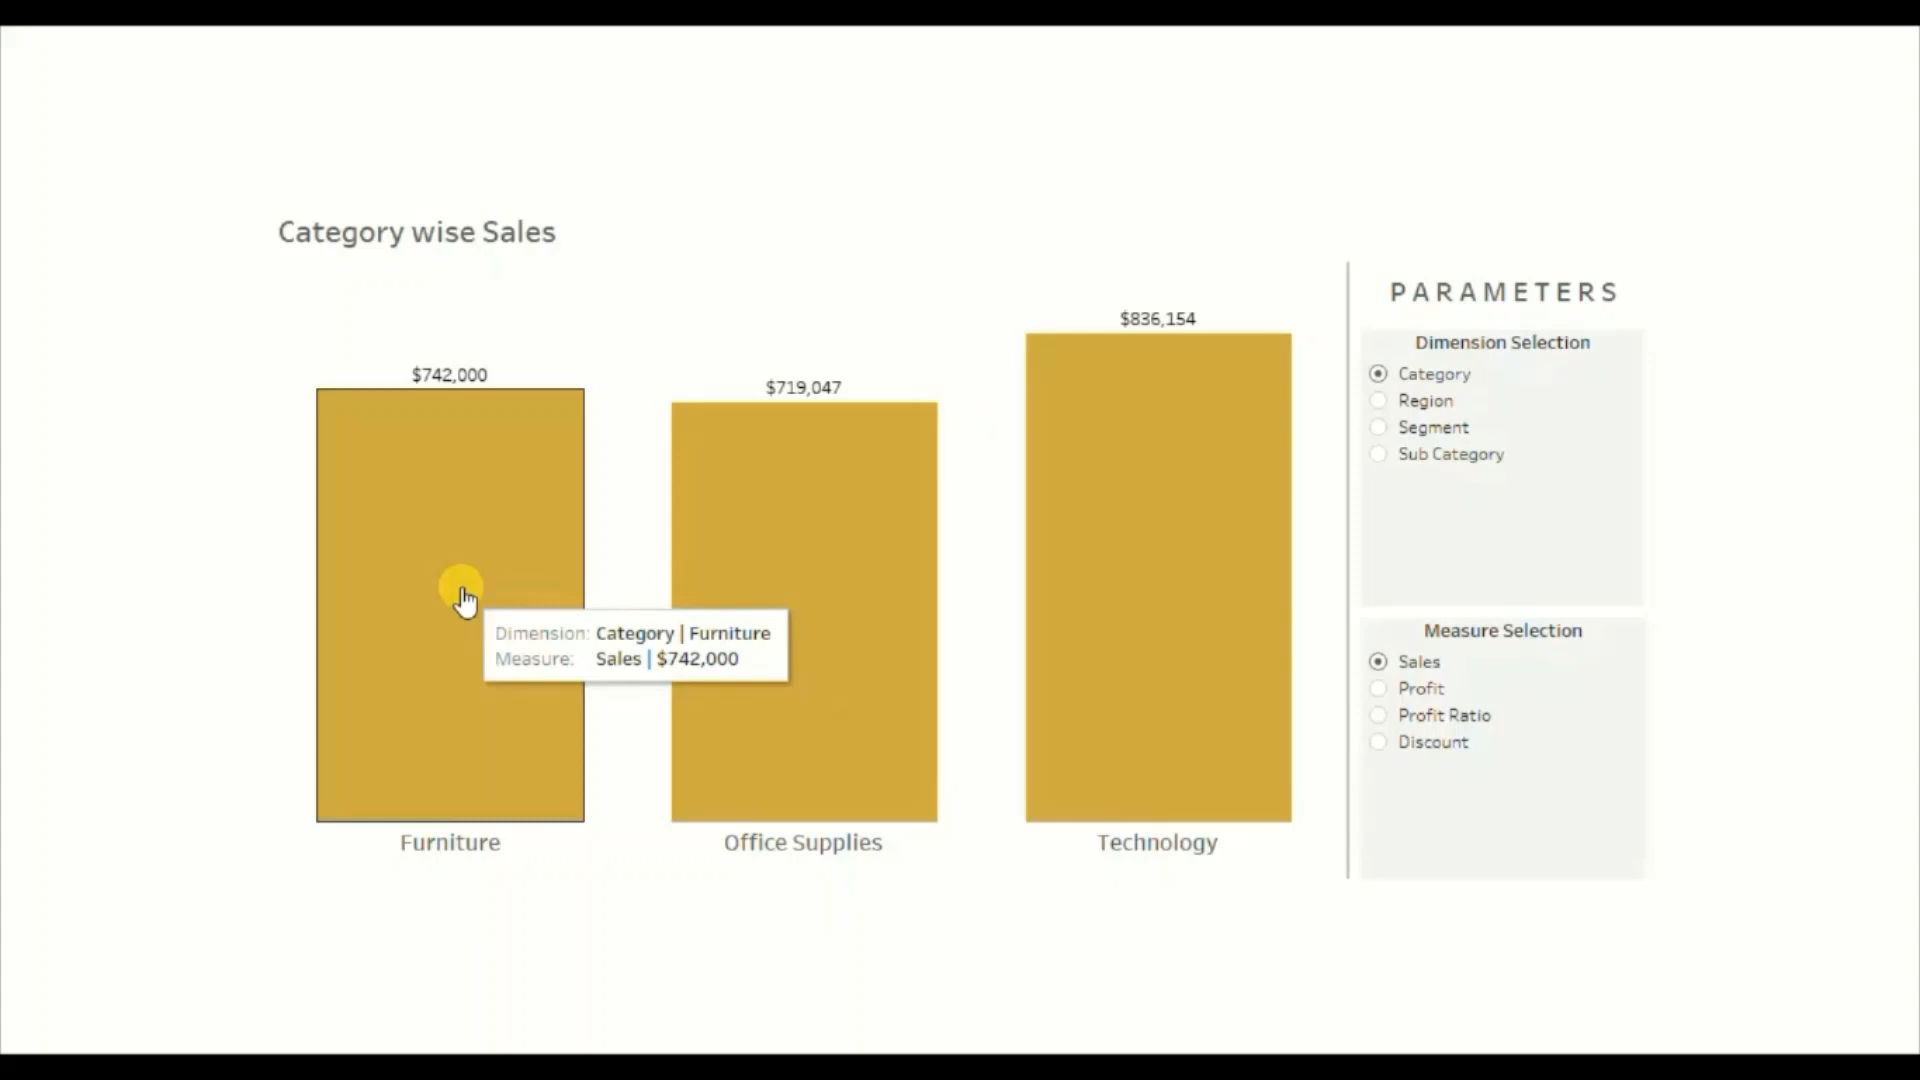 Category wise Sales
$742,000
$719,047
$836,154
Dimension: Category | Furniture
Measure: Sales | $742,000
Furniture
Office Supplies
Technology
PARAMETERS
Dimension Selection
Category
Region
Segment
Sub Category
Measure Selection
Sales
Profit
Profit Ratio
Discount